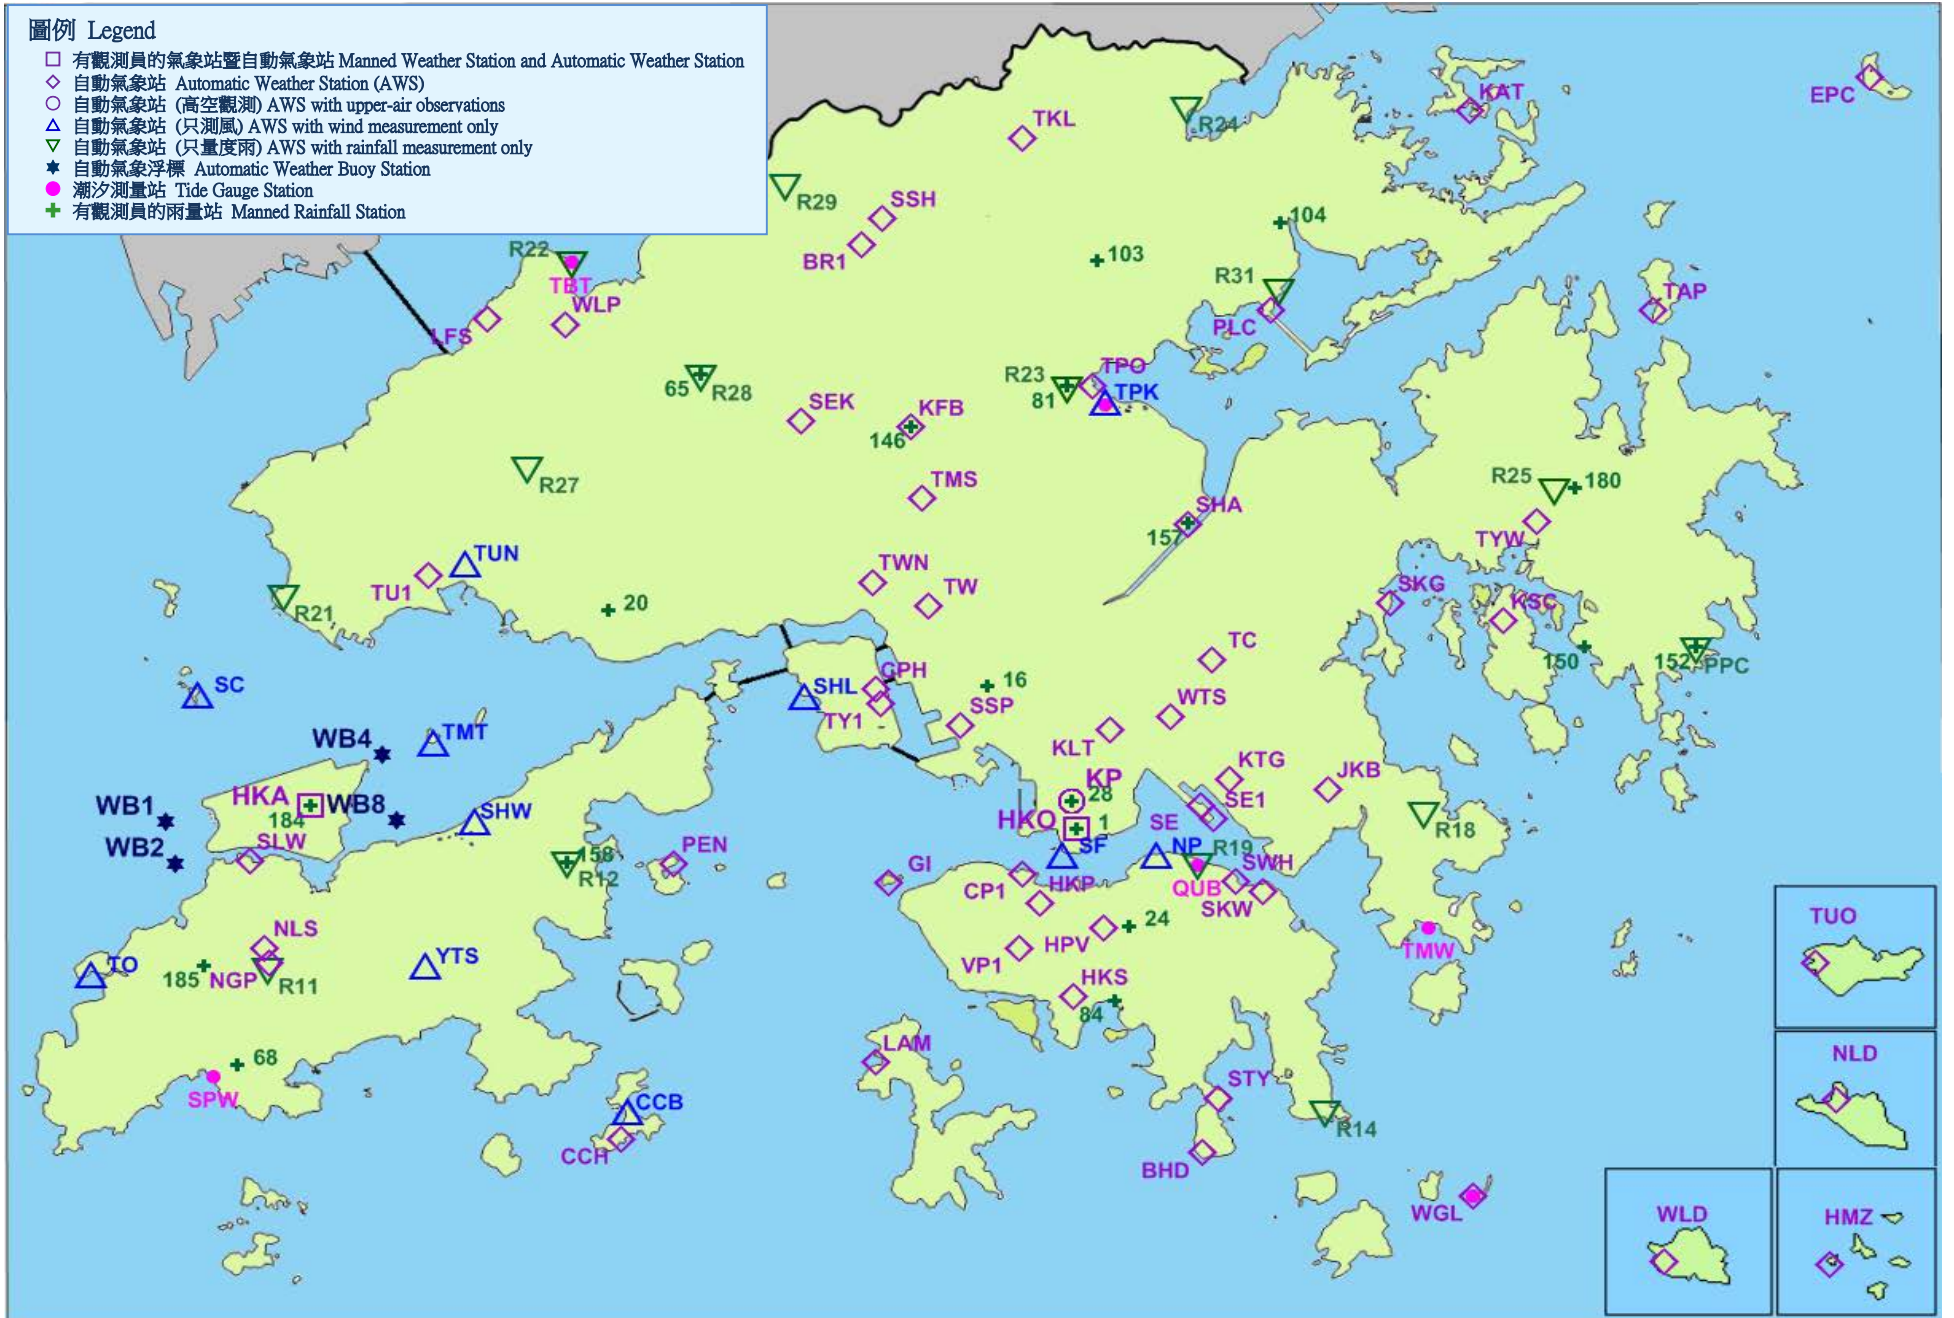 圖例 Legend
有觀測員的氣象站暨自動氣象站 Manned Weather Station and Automatic Weather Station
自動氣象站 Automatic Weather Station (AWS)
自動氣象站 (高空觀測) AWS with upper-air observations
自動氣象站 (只測風) AWS with wind measurement only
自動氣象站 (只量度雨) AWS with rainfall measurement only
自動氣象浮標 Automatic Weather Buoy Station
潮汐測量站 Tide Gauge Station
有觀測員的雨量站 Manned Rainfall Station
EPC
KAT
TKL
R24
R29
SSH
104
R22
BR1
103
TBT
R31
TAP
WLP
LFS
PLC
TPO
R23
65
R28
81
TPK
SEK
KFB
146
R25
180
R27
TMS
SHA
157
TYW
TUN
TWN
TW
TU1
SKG
KSC
R21
20
TC
150
152
PPC
SC
CPH
SHL
16
WTS
TY1
SSP
TMT
WB4
KLT
KTG
JKB
KP
HKA
WB8
28
SE1
WB1
184
SHW
HKO
1
SE
R18
SLW
WB2
158
PEN
SF
NP
R19
R12
GI
SWH
CP1
HKP
QUB
SKW
TUO
NLS
24
HPV
TMW
TO
YTS
VP1
185
NGP
R11
HKS
84
LAM
NLD
68
STY
SPW
CCB
R14
CCH
BHD
WGL
WLD
HMZ